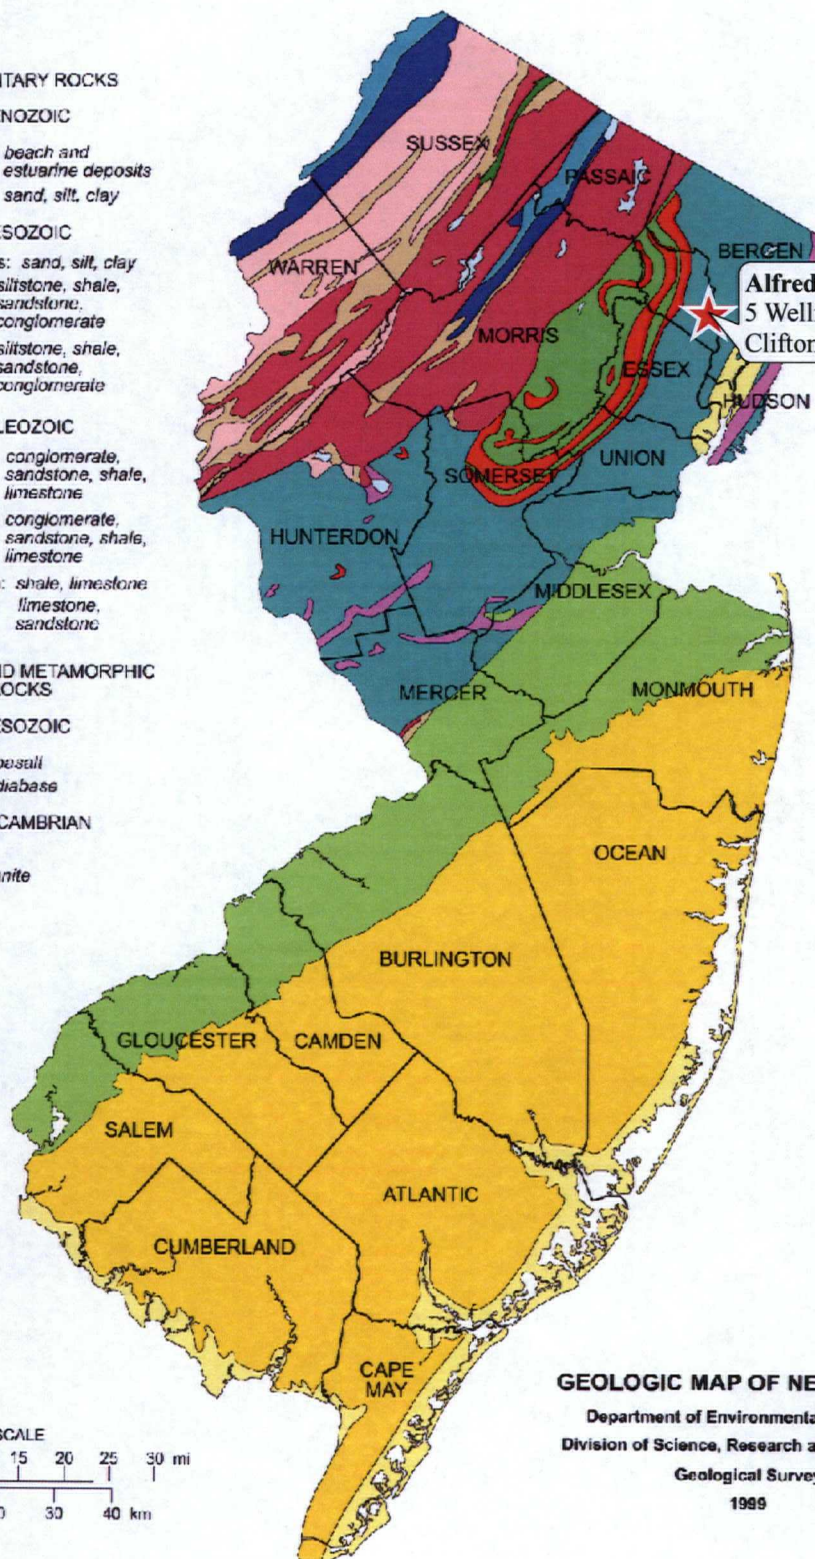 TARY ROCKS
NOZOIC
beach and
estuarine deposits
sand, silt, clay
ESOZOIC
s: sand, silt, clay
siltstone, shale,
sandstone,
conglomerate
siltstone, shale,
sandstone,
conglomerate
LEOZOIC
conglomerate,
sandstone, shale,
limestone
conglomerate,
sandstone, shale,
limestone
: shale, limestone
limestone,
sandstone
ID METAMORPHIC
ROCKS
ESOZOIC
basalt
diabase
CAMBRIAN
nite
SUSSEX
PASSAIC
BERGEN
WARREN
Alfred
5 Well
Clifton
MORRIS
ESSEX
HUDSON
UNION
SOMERSET
HUNTERDON
MIDDLESEX
MERCER
MONMOUTH
OCEAN
BURLINGTON
GLOUCESTER
CAMDEN
SALEM
ATLANTIC
CUMBERLAND
CAPE
MAY
SCALE
15 20 25 30 mi
0 30 40 km
GEOLOGIC MAP OF NE
Department of Environmenta
Division of Science, Research a
Geological Survey
1999